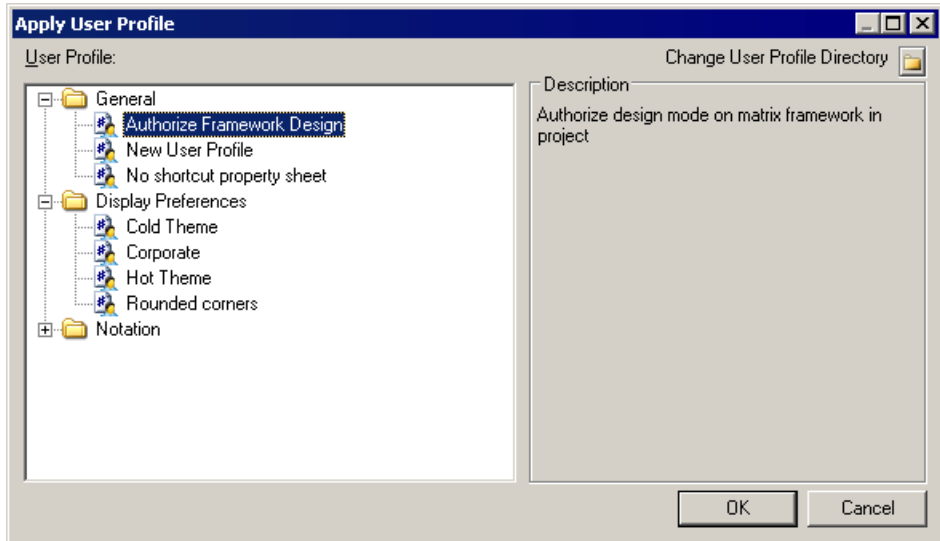 Apply User Profile
User Profile:
Change User Profile Directory
General
Authorize Framework Design
New User Profile
No shortcut property sheet
Display Preferences
Cold Theme
Corporate
Hot Theme
Rounded corners
Notation
Description
Authorize design mode on matrix framework in
project
OK
Cancel